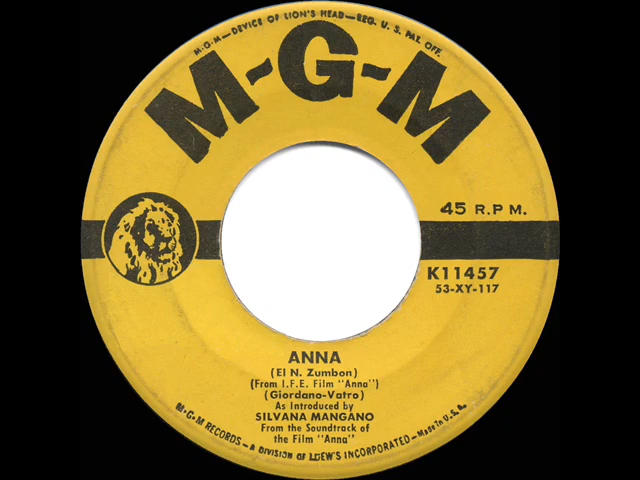 M-G-M—DEVICE OF LION'S HEAD—REG. U. S. PAT. OFF.
M-G-M
45 R.P.M.
K11457
53-XY-117
ANNA
(El N. Zumbon)
(From I.F.E. Film "Anna")
(Giordano-Vatro)
As Introduced by
SILVANA MANGANO
From the Soundtrack of
the Film "Anna"
M-G-M RECORDS—A DIVISION OF LOEW'S INCORPORATED—Made in U.S.A.